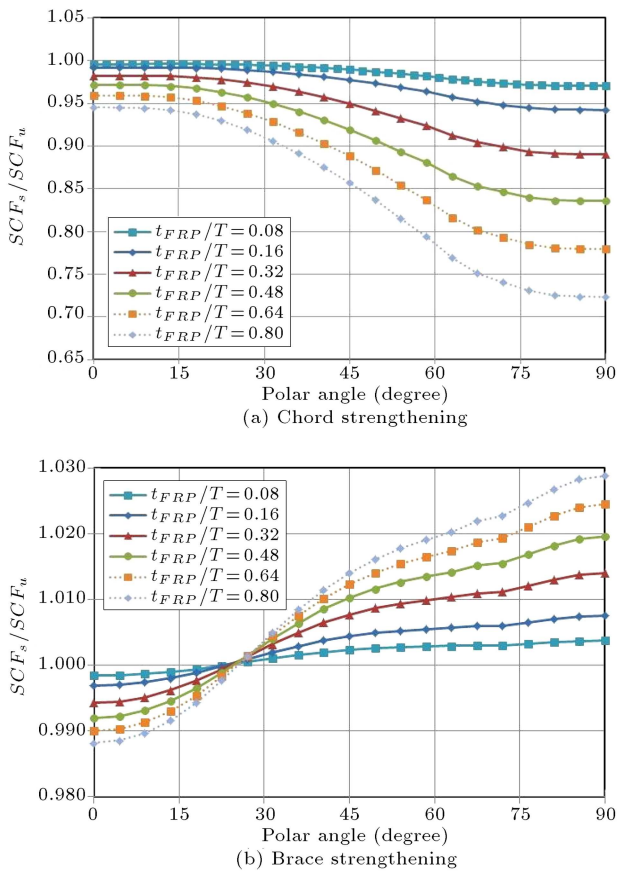 1.05
1.00
0.95
0.90
0.85
0.80
0.75
0.70
0.65
SCF_s/SCF_u
t_FRP/T = 0.08
t_FRP/T = 0.16
t_FRP/T = 0.32
t_FRP/T = 0.48
t_FRP/T = 0.64
t_FRP/T = 0.80
0 15 30 45 60 75 90
Polar angle (degree)
(a) Chord strengthening
1.030
1.020
1.010
1.000
0.990
0.980
SCF_s/SCF_u
t_FRP/T = 0.08
t_FRP/T = 0.16
t_FRP/T = 0.32
t_FRP/T = 0.48
t_FRP/T = 0.64
t_FRP/T = 0.80
0 15 30 45 60 75 90
Polar angle (degree)
(b) Brace strengthening